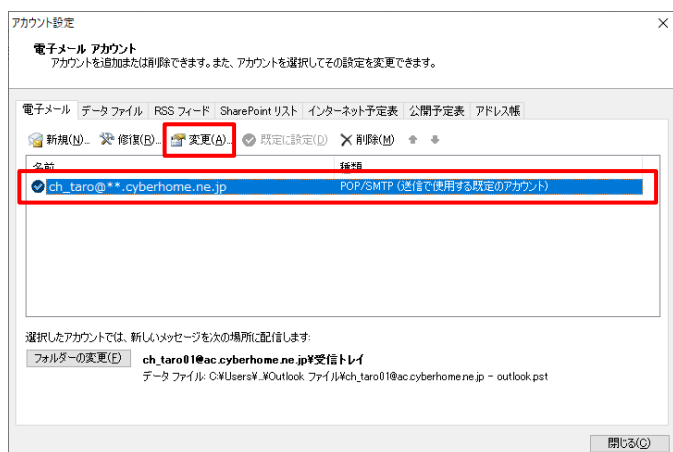 アカウント設定
電子メール アカウント
アカウントを追加または削除できます。また、アカウントを選択してその設定を変更できます。
電子メール データ ファイル RSS フィード SharePoint リスト インターネット予定表 公開予定表 アドレス帳
新規(N)... 修復(R)... 変更(A)... 既定に設定(D) 削除(M)
名前 種類
ch_taro@**.cyberhome.ne.jp POP/SMTP (送信で使用する既定のアカウント)
選択したアカウントでは、新しいメッセージを次の場所に配信します:
フォルダーの変更(F) ch_taro01@ac.cyberhome.ne.jp¥受信トレイ
データ ファイル: C:¥Users¥..¥Outlook ファイル¥ch_taro01@ac.cyberhome.ne.jp - outlook.pst
閉じる(C)